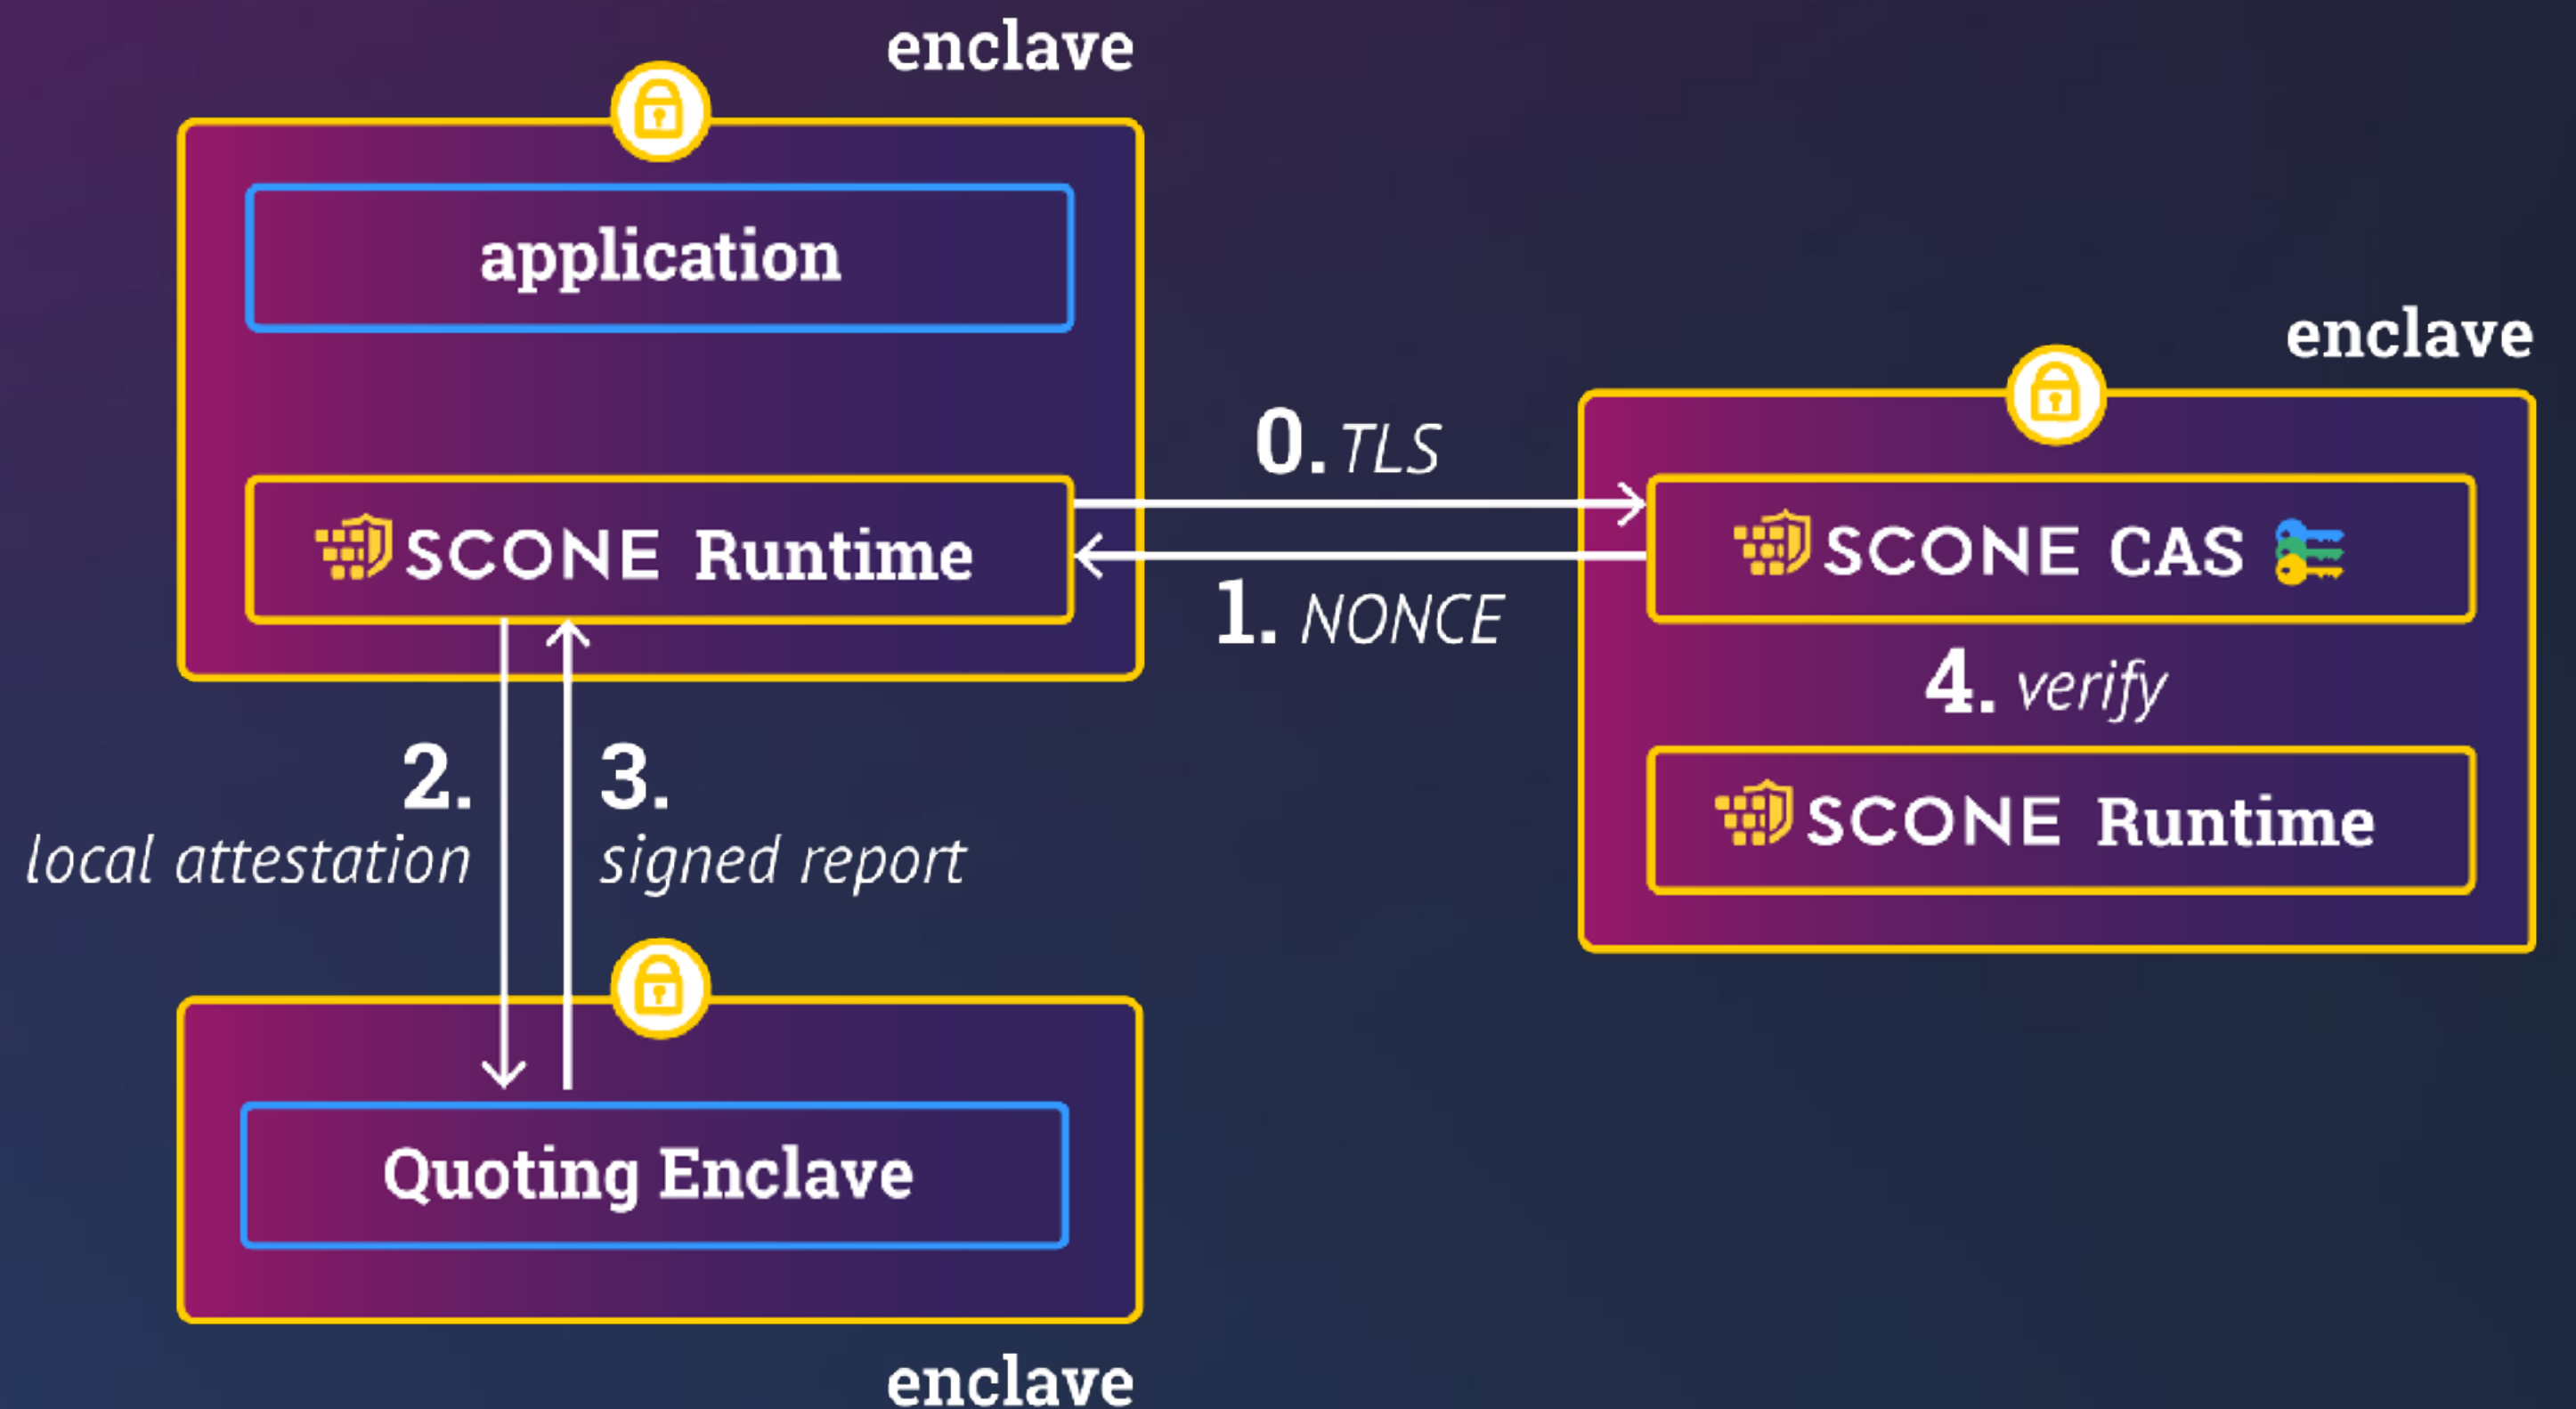 enclave
application
SCONE Runtime
0. TLS
1. NONCE
enclave
SCONE CAS
4. verify
SCONE Runtime
2.
local attestation
3.
signed report
Quoting Enclave
enclave